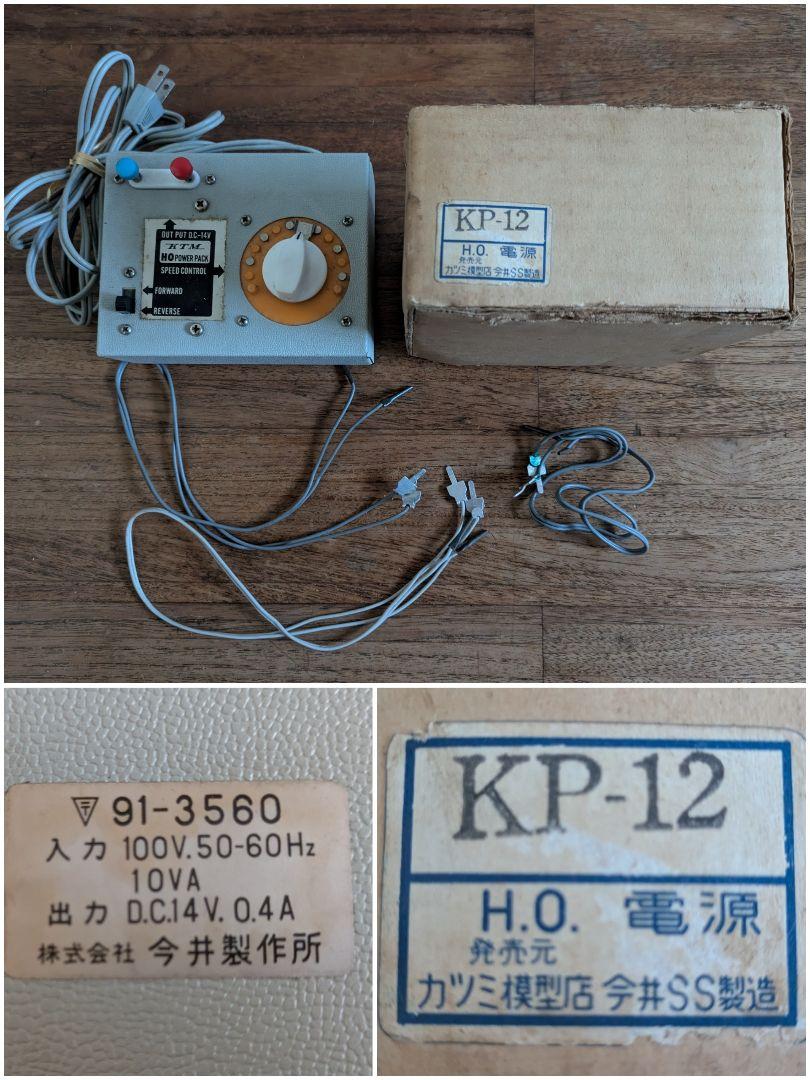 OUT PUT D.C-14V
KTM
HO POWER PACK
SPEED CONTROL
FORWARD
REVERSE
KP-12
H.O. 電源
発売元
カツミ模型店 今井SS製造
〒 91-3560
入力 100V.50-60Hz
10VA
出力 D.C.14V. 0.4A
株式会社 今井製作所
KP-12
H.O. 電源
発売元
カツミ模型店 今井SS製造